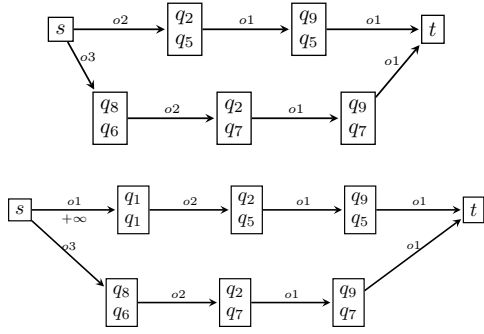 s o2 q2 o1 q9 o1 t
q5 q5
o3
q8 o2 q2 o1 q9 o1
q6 q7 q7
s o1 q1 o2 q2 o1 q9 o1 t
+∞ q1 q5 q5
o3 o1
q8 o2 q2 o1 q9
q6 q7 q7